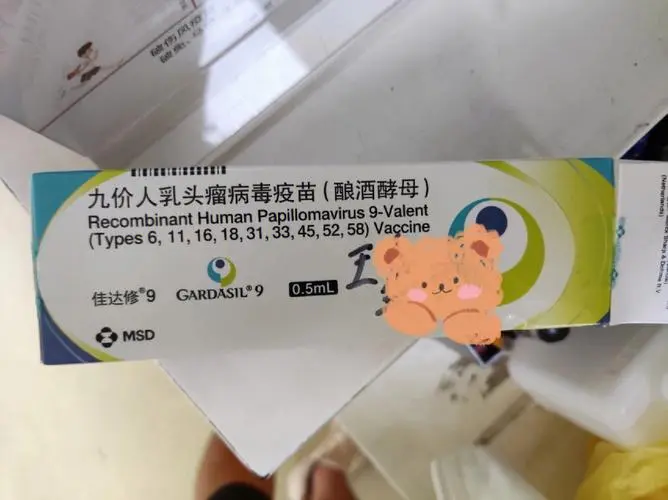 九价人乳头瘤病毒疫苗（酿酒酵母）
Recombinant Human Papillomavirus 9-Valent
(Types 6, 11, 16, 18, 31, 33, 45, 52, 58) Vaccine
佳达修®9
GARDASIL®9
0.5mL
王
MSD
(Netherlands)